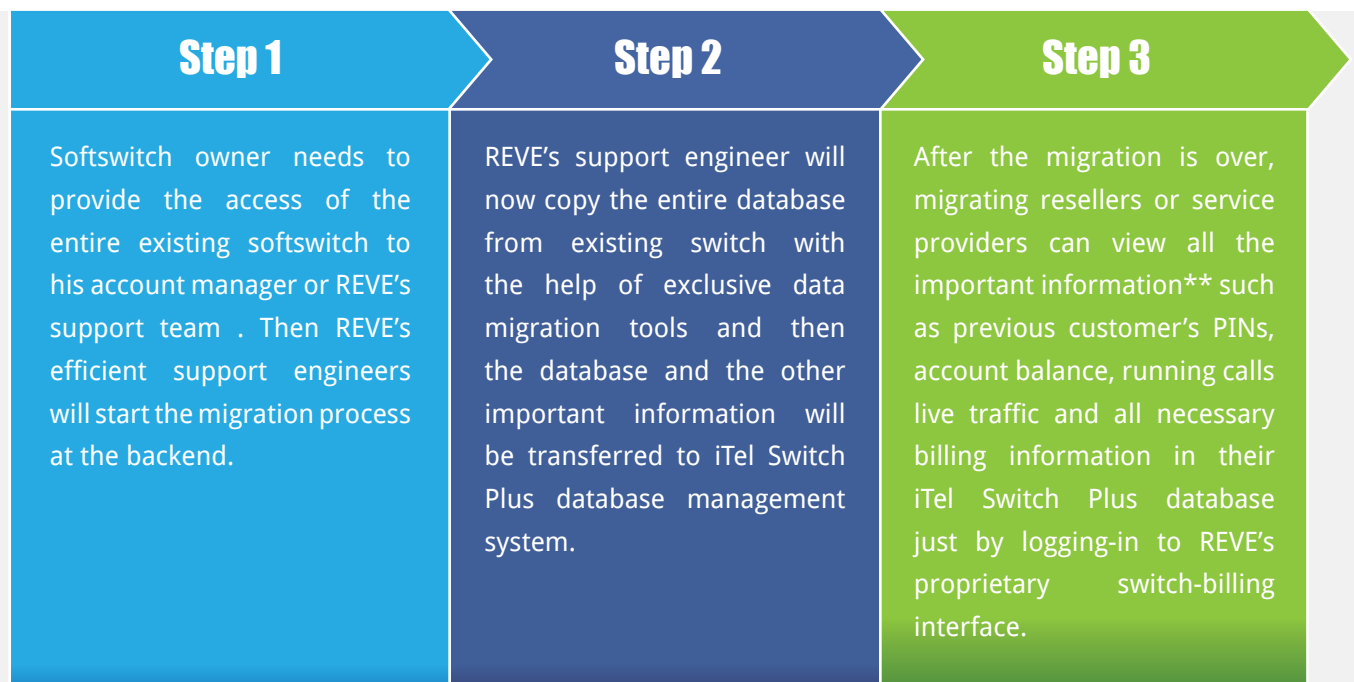 Step 1
Softswitch owner needs to
provide the access of the
entire existing softswitch to
his account manager or REVE’s
support team . Then REVE’s
efficient support engineers
will start the migration process
at the backend.
Step 2
REVE’s support engineer will
now copy the entire database
from existing switch with
the help of exclusive data
migration tools and then
the database and the other
important information will
be transferred to iTel Switch
Plus database management
system.
Step 3
After the migration is over,
migrating resellers or service
providers can view all the
important information** such
as previous customer’s PINs,
account balance, running calls
live traffic and all necessary
billing information in their
iTel Switch Plus database
just by logging-in to REVE’s
proprietary switch-billing
interface.